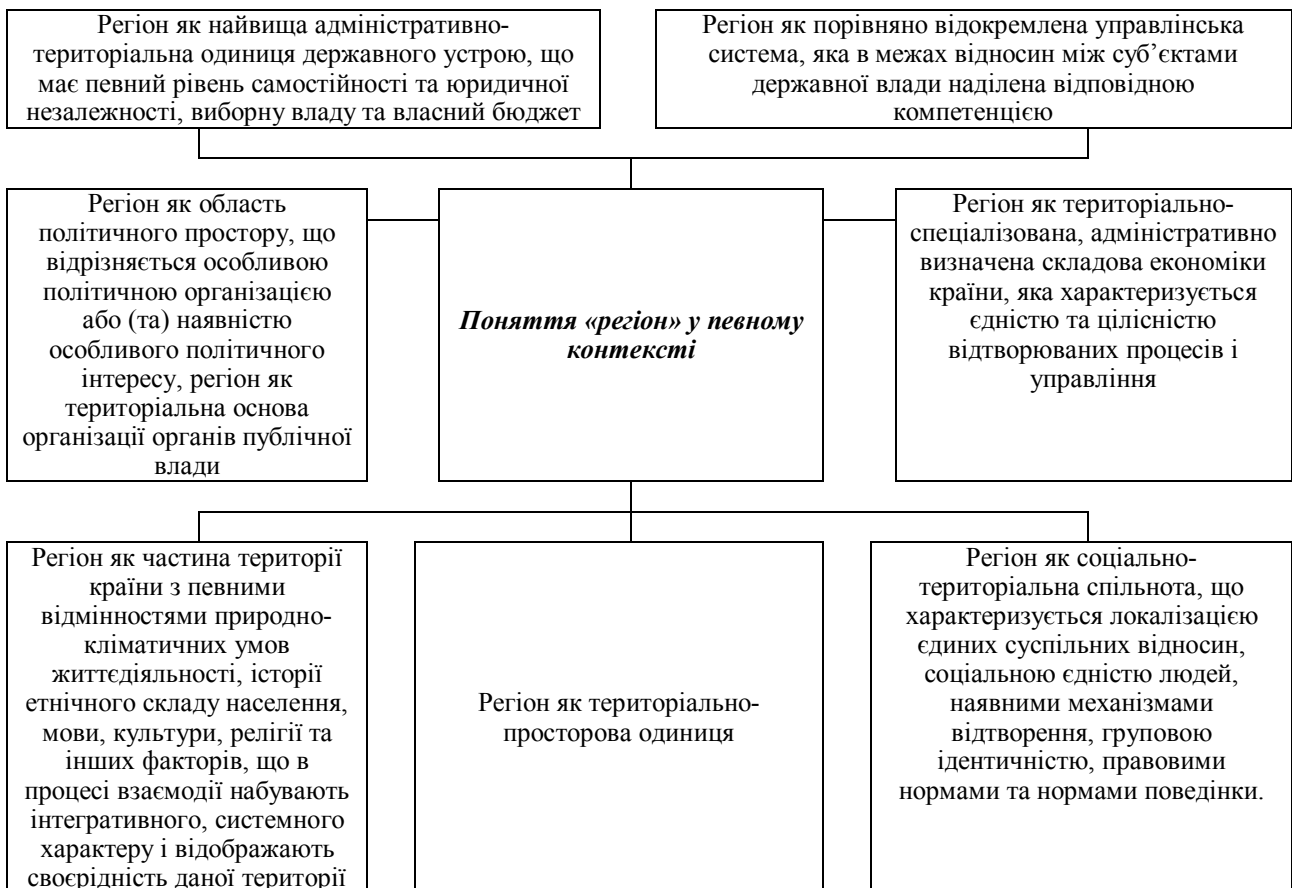 Регіон як найвища адміністративно-
територіальна одиниця державного устрою, що
має певний рівень самостійності та юридичної
незалежності, виборну владу та власний бюджет
Регіон як порівняно відокремлена управлінська
система, яка в межах відносин між суб’єктами
державної влади наділена відповідною
компетенцією
Регіон як область
політичного простору, що
відрізняється особливою
політичною організацією
або (та) наявністю
особливого політичного
інтересу, регіон як
територіальна основа
організації органів публічної
влади
Поняття «регіон» у певному
контексті
Регіон як територіально-
спеціалізована, адміністративно
визначена складова економіки
країни, яка характеризується
єдністю та цілісністю
відтворюваних процесів і
управління
Регіон як частина території
країни з певними
відмінностями природно-
кліматичних умов
життєдіяльності, історії
етнічного складу населення,
мови, культури, релігії та
інших факторів, що в
процесі взаємодії набувають
інтегративного, системного
характеру і відображають
своєрідність даної території
Регіон як територіально-
просторова одиниця
Регіон як соціально-
територіальна спільнота, що
характеризується локалізацією
єдиних суспільних відносин,
соціальною єдністю людей,
наявними механізмами
відтворення, груповою
ідентичністю, правовими
нормами та нормами поведінки.